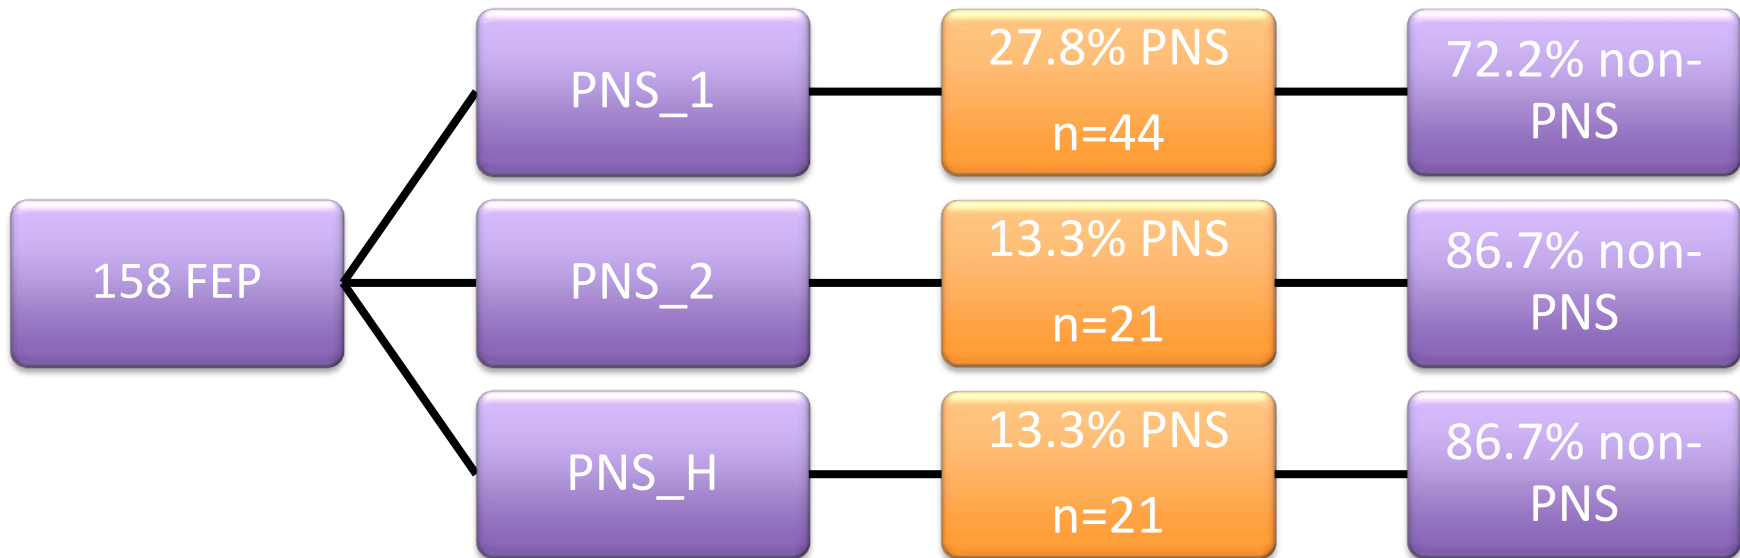 158 FEP
PNS_1
27.8% PNS
n=44
72.2% non-
PNS
PNS_2
13.3% PNS
n=21
86.7% non-
PNS
PNS_H
13.3% PNS
n=21
86.7% non-
PNS